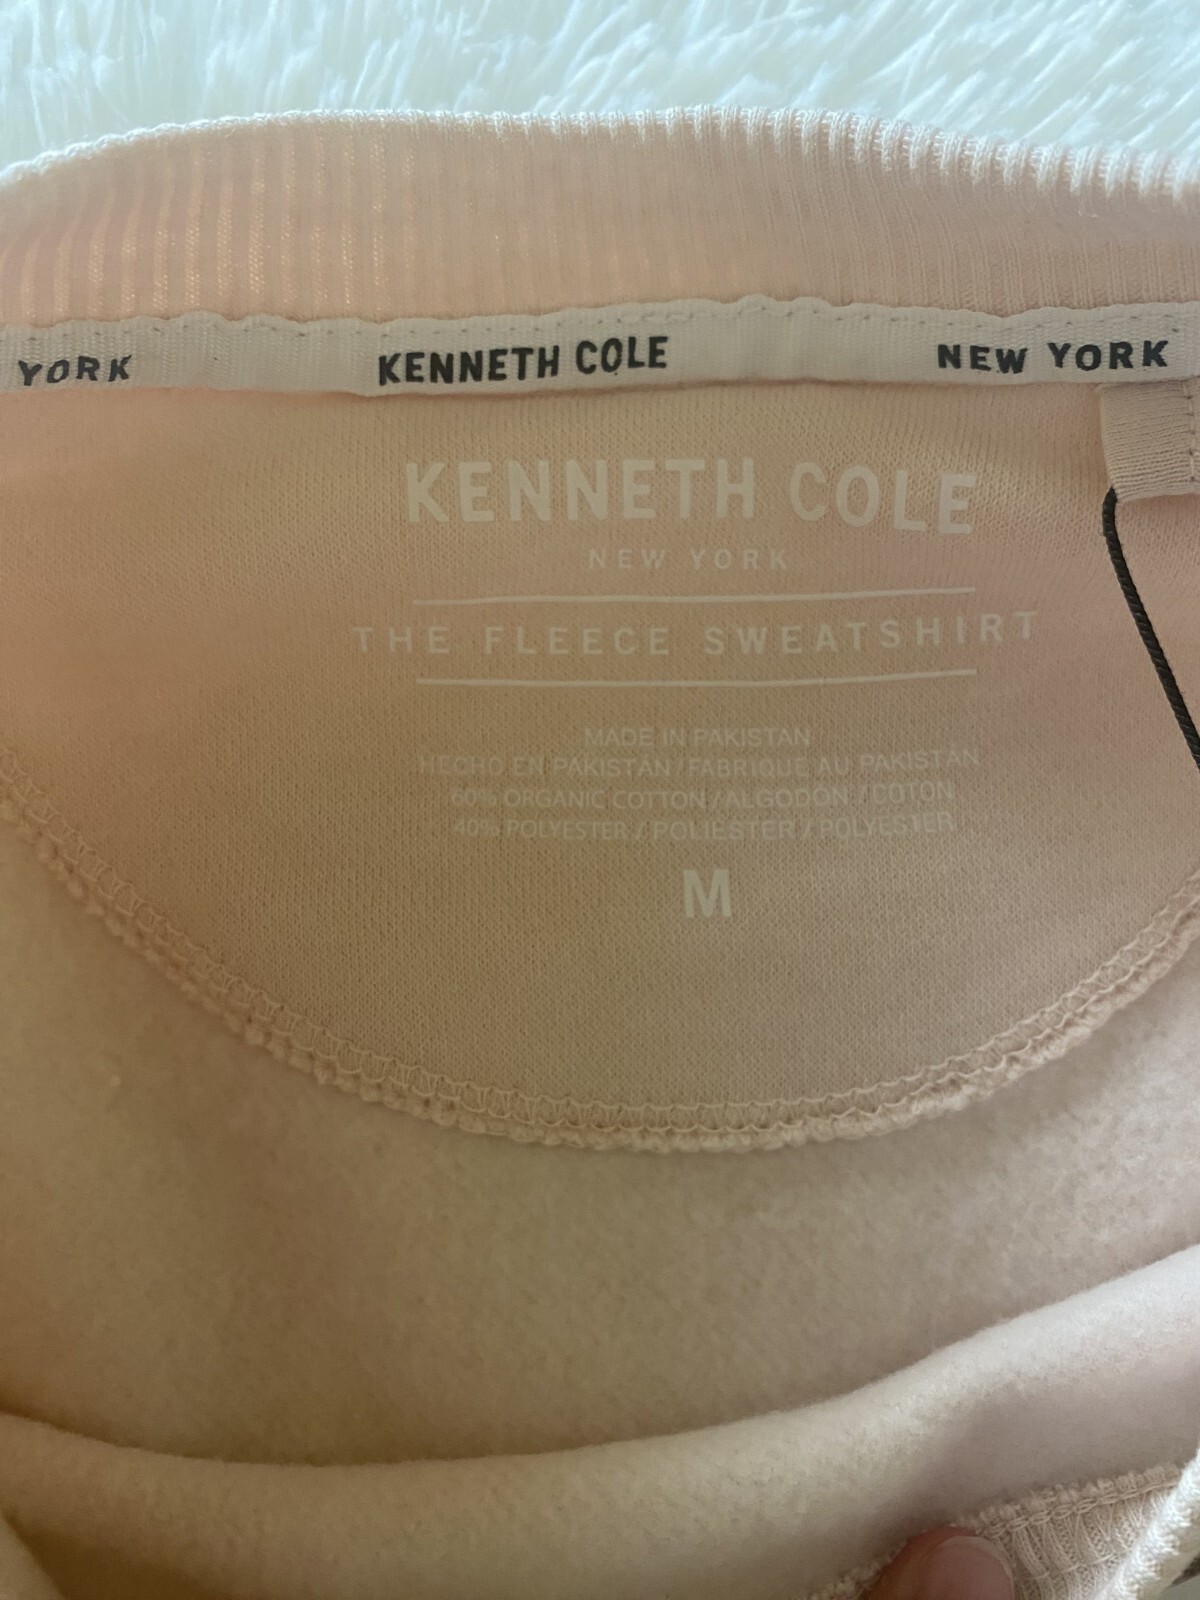 YORK KENNETH COLE NEW YORK
KENNETH COLE
NEW YORK
THE FLEECE SWEATSHIRT
MADE IN PAKISTAN
HECHO EN PAKISTÁN / FABRIQUE AU PAKISTAN
60% ORGANIC COTTON / ALGODON / COTON
40% POLYESTER / POLIESTER / POLYESTER
M